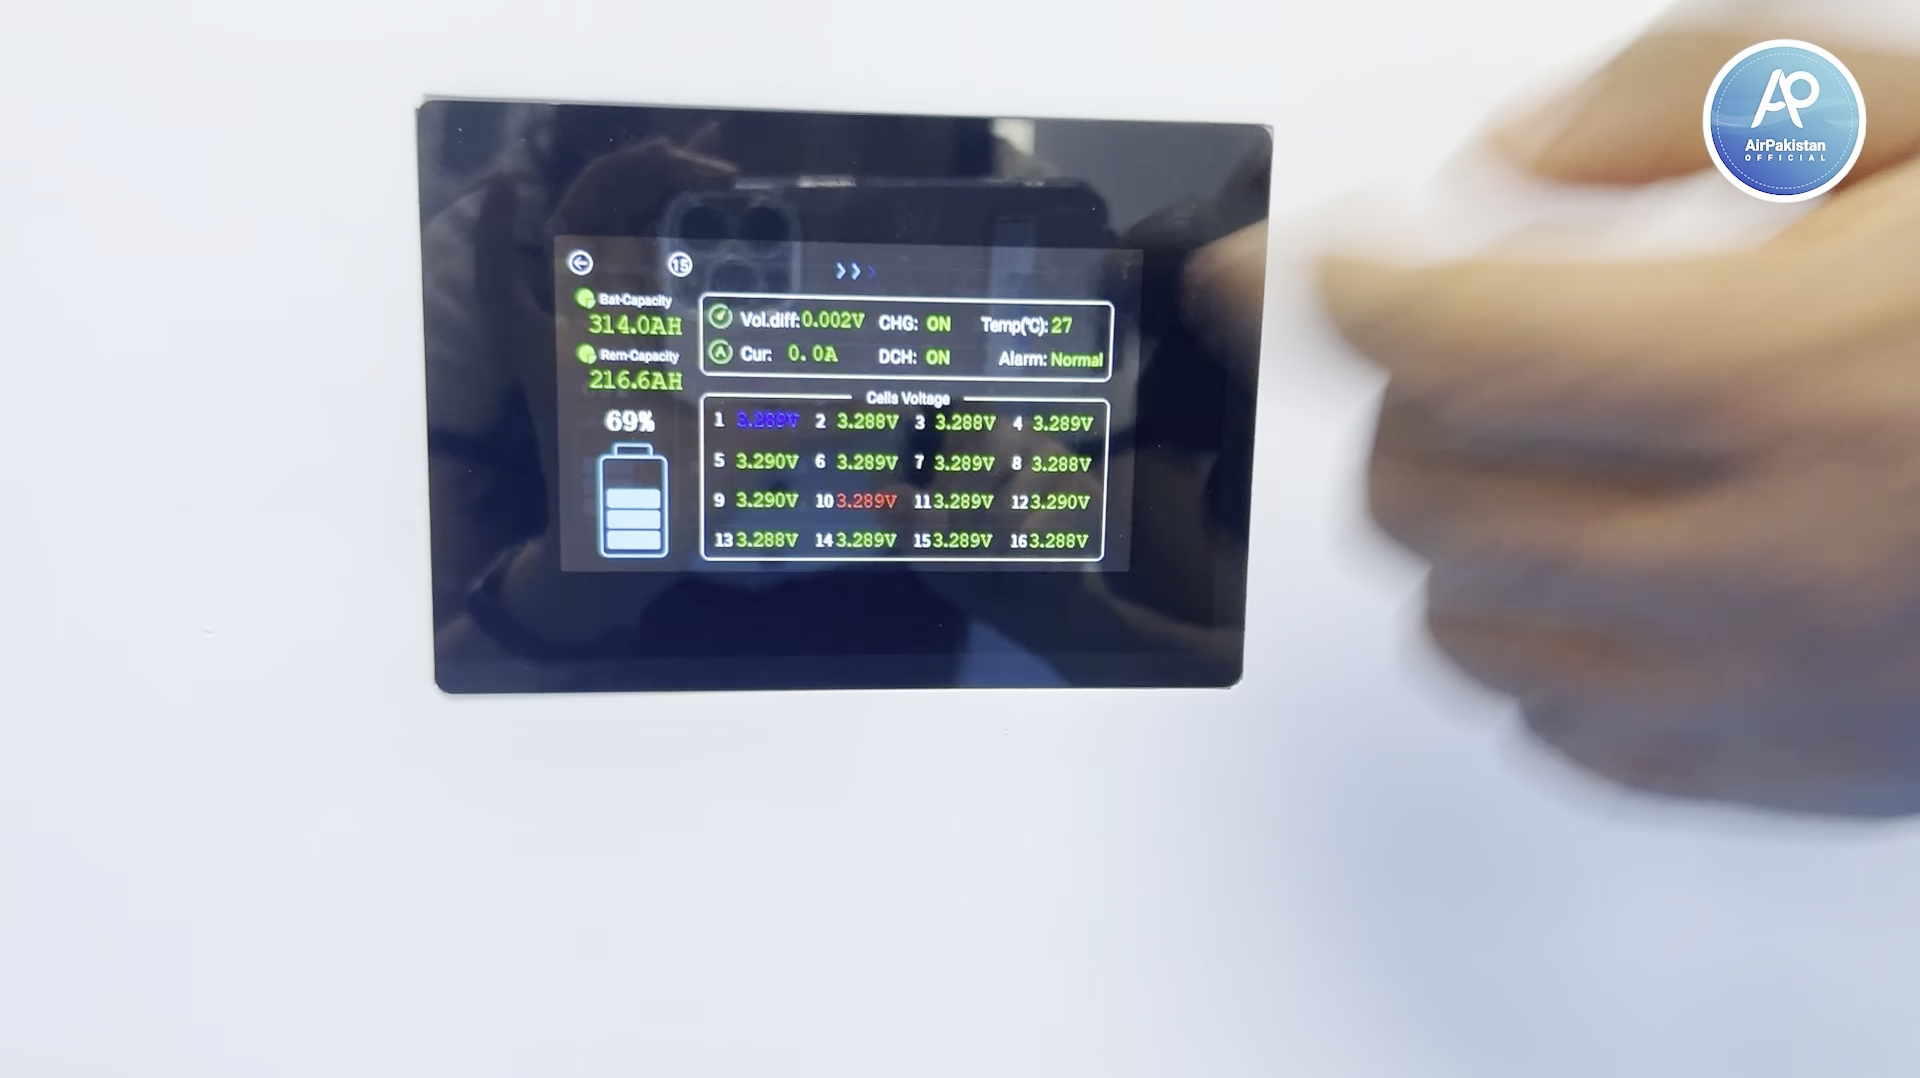 AP
AirPakistan
OFFICIAL
15
Bat-Capacity
314.0AH
Rem-Capacity
216.6AH
69%
Vol.diff:0.002V CHG: ON Temp(℃): 27
Cur: 0.0A DCH: ON Alarm: Normal
Cells Voltage
1 3.289V 2 3.288V 3 3.288V 4 3.289V
5 3.290V 6 3.289V 7 3.289V 8 3.288V
9 3.290V 10 3.289V 11 3.289V 12 3.290V
13 3.288V 14 3.289V 15 3.289V 16 3.288V